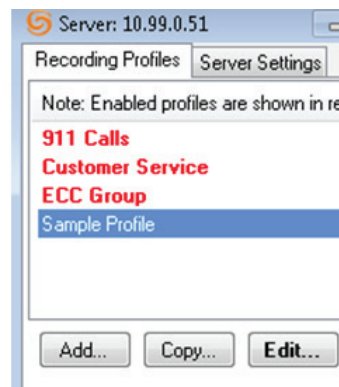 Server: 10.99.0.51
Recording Profiles Server Settings
Note: Enabled profiles are shown in
911 Calls
Customer Service
ECC Group
Sample Profile
Add... Copy... Edit...